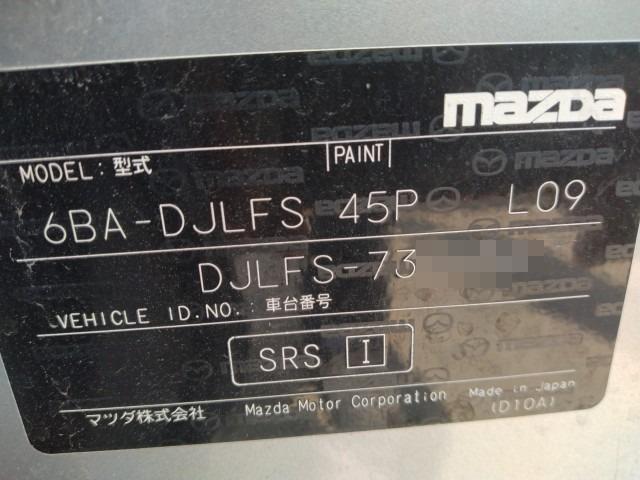 mazda
MODEL: 型式 PAINT
6BA-DJLFS 45P L09
DJLFS 73
VEHICLE ID.NO.: 車台番号
SRS I
マツダ株式会社 Mazda Motor Corporation Made in Japan
(D10A)